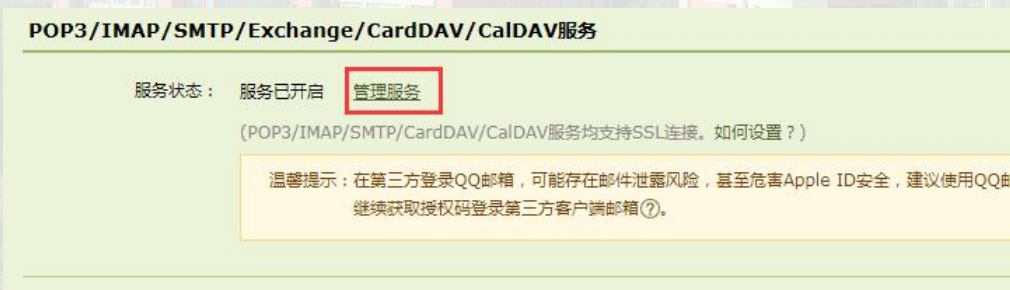 POP3/IMAP/SMTP/Exchange/CardDAV/CalDAV服务
服务状态： 服务已开启 管理服务
(POP3/IMAP/SMTP/CardDAV/CalDAV服务均支持SSL连接。如何设置？)
温馨提示：在第三方登录QQ邮箱，可能存在邮件泄露风险，甚至危害Apple ID安全，建议使用QQ邮
继续获取授权码登录第三方客户端邮箱?。